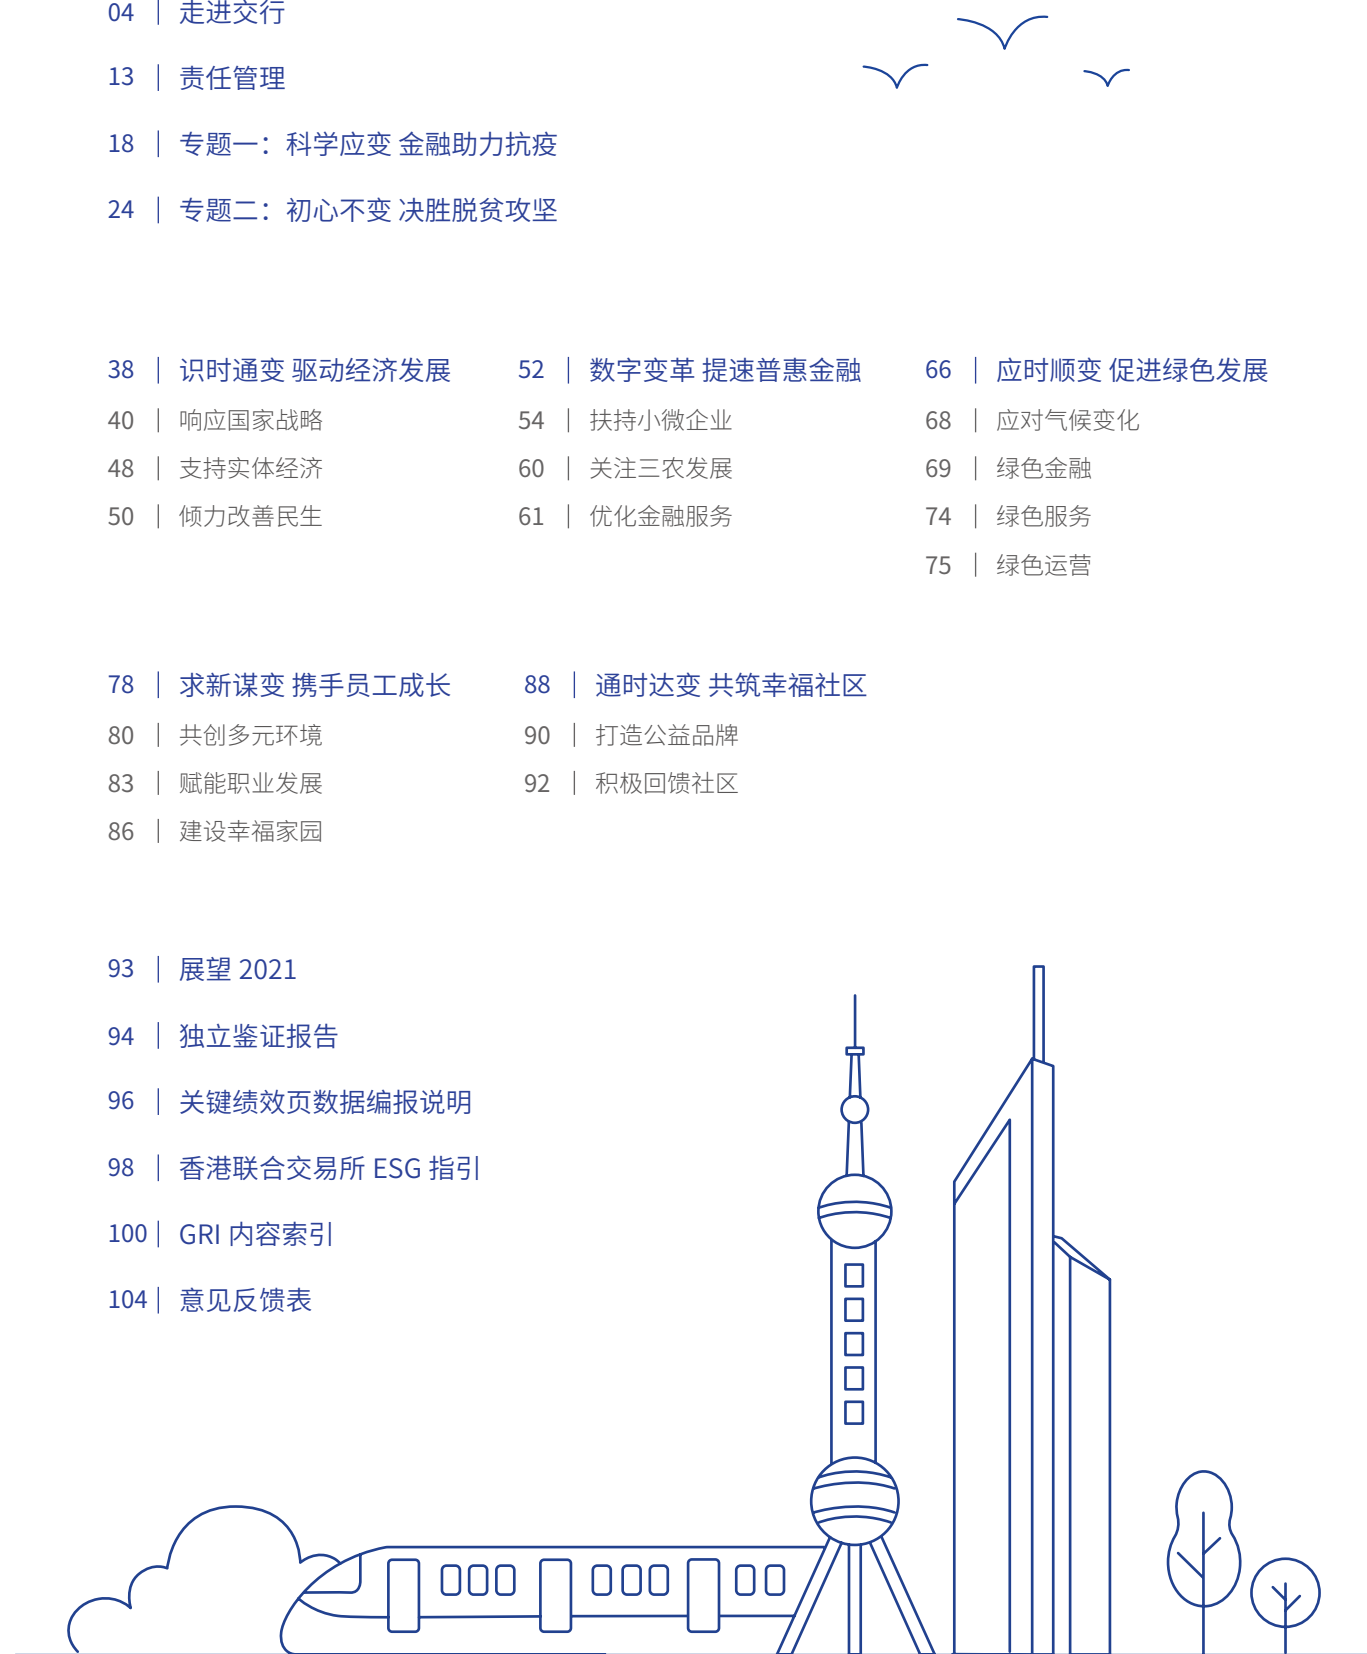 04 | 走进交行
13 | 责任管理
18 | 专题一：科学应变 金融助力抗疫
24 | 专题二：初心不变 决胜脱贫攻坚
38 | 识时通变 驱动经济发展
40 | 响应国家战略
48 | 支持实体经济
50 | 倾力改善民生
52 | 数字变革 提速普惠金融
54 | 扶持小微企业
60 | 关注三农发展
61 | 优化金融服务
66 | 应时顺变 促进绿色发展
68 | 应对气候变化
69 | 绿色金融
74 | 绿色服务
75 | 绿色运营
78 | 求新谋变 携手员工成长
80 | 共创多元环境
83 | 赋能职业发展
86 | 建设幸福家园
88 | 通时达变 共筑幸福社区
90 | 打造公益品牌
92 | 积极回馈社区
93 | 展望 2021
94 | 独立鉴证报告
96 | 关键绩效页数据编报说明
98 | 香港联合交易所 ESG 指引
100 | GRI 内容索引
104 | 意见反馈表